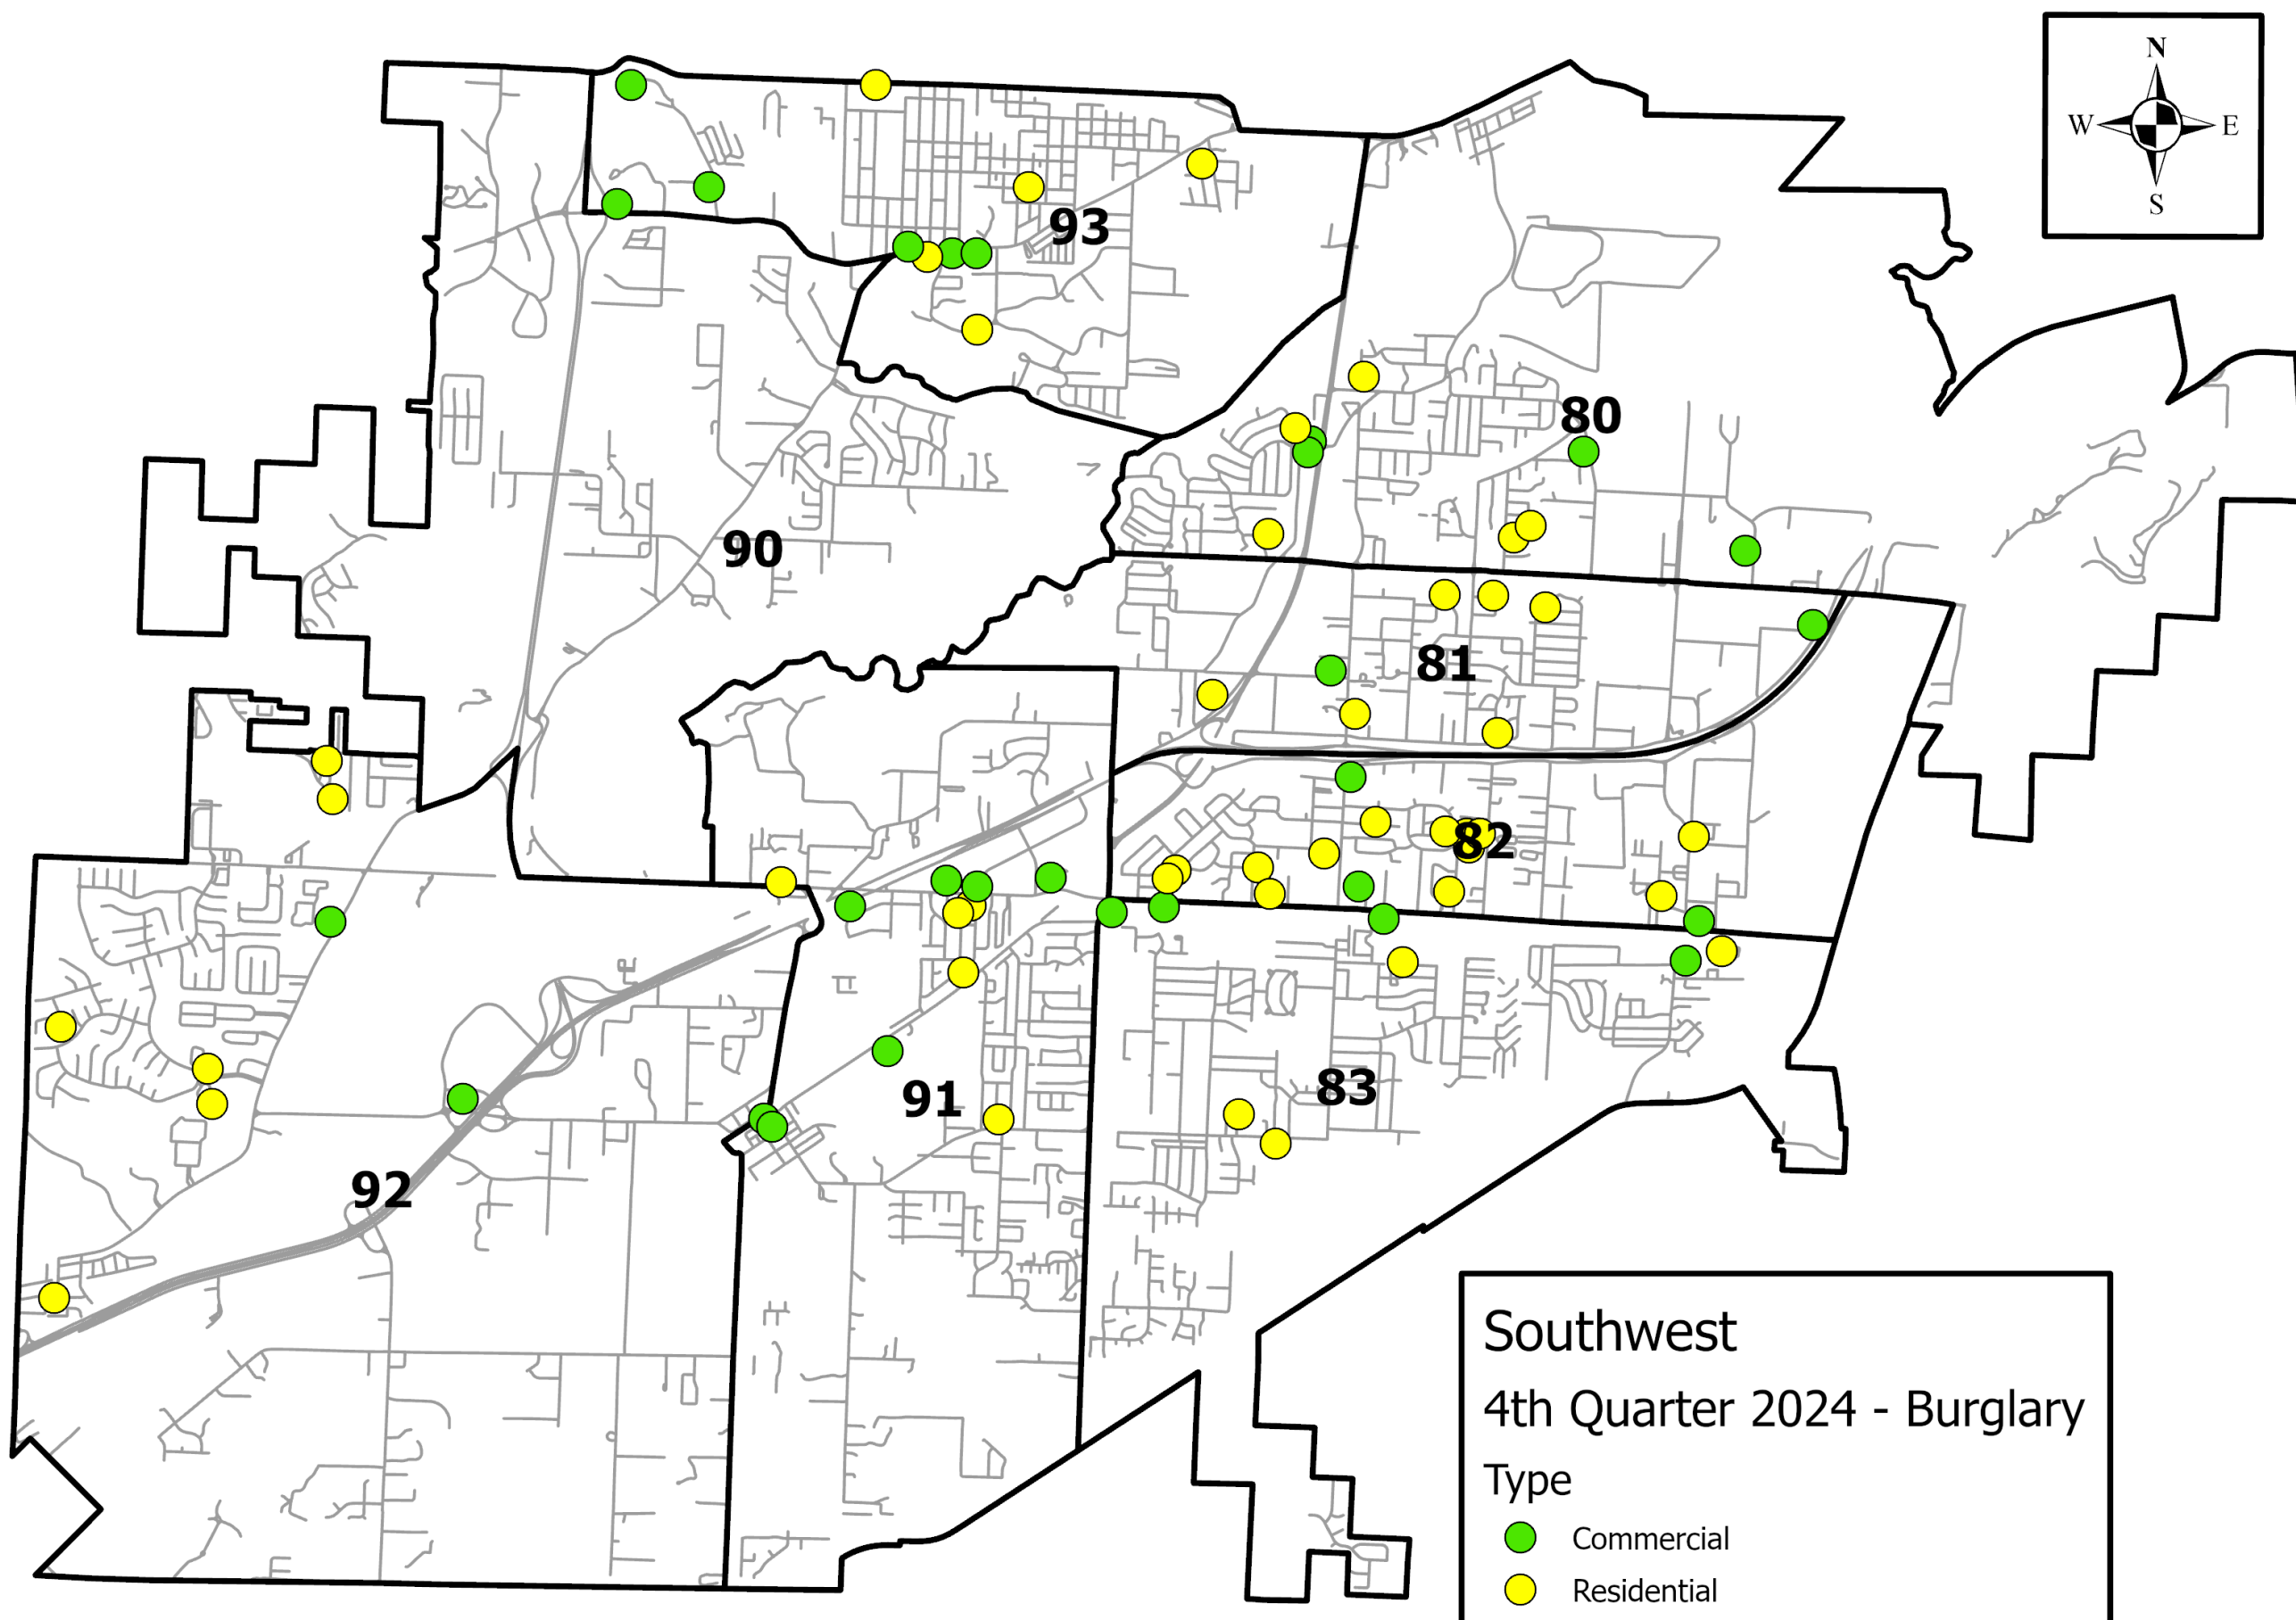 N
W E
S
93
80
90
81
82
91
83
92
Southwest
4th Quarter 2024 - Burglary
Type
Commercial
Residential